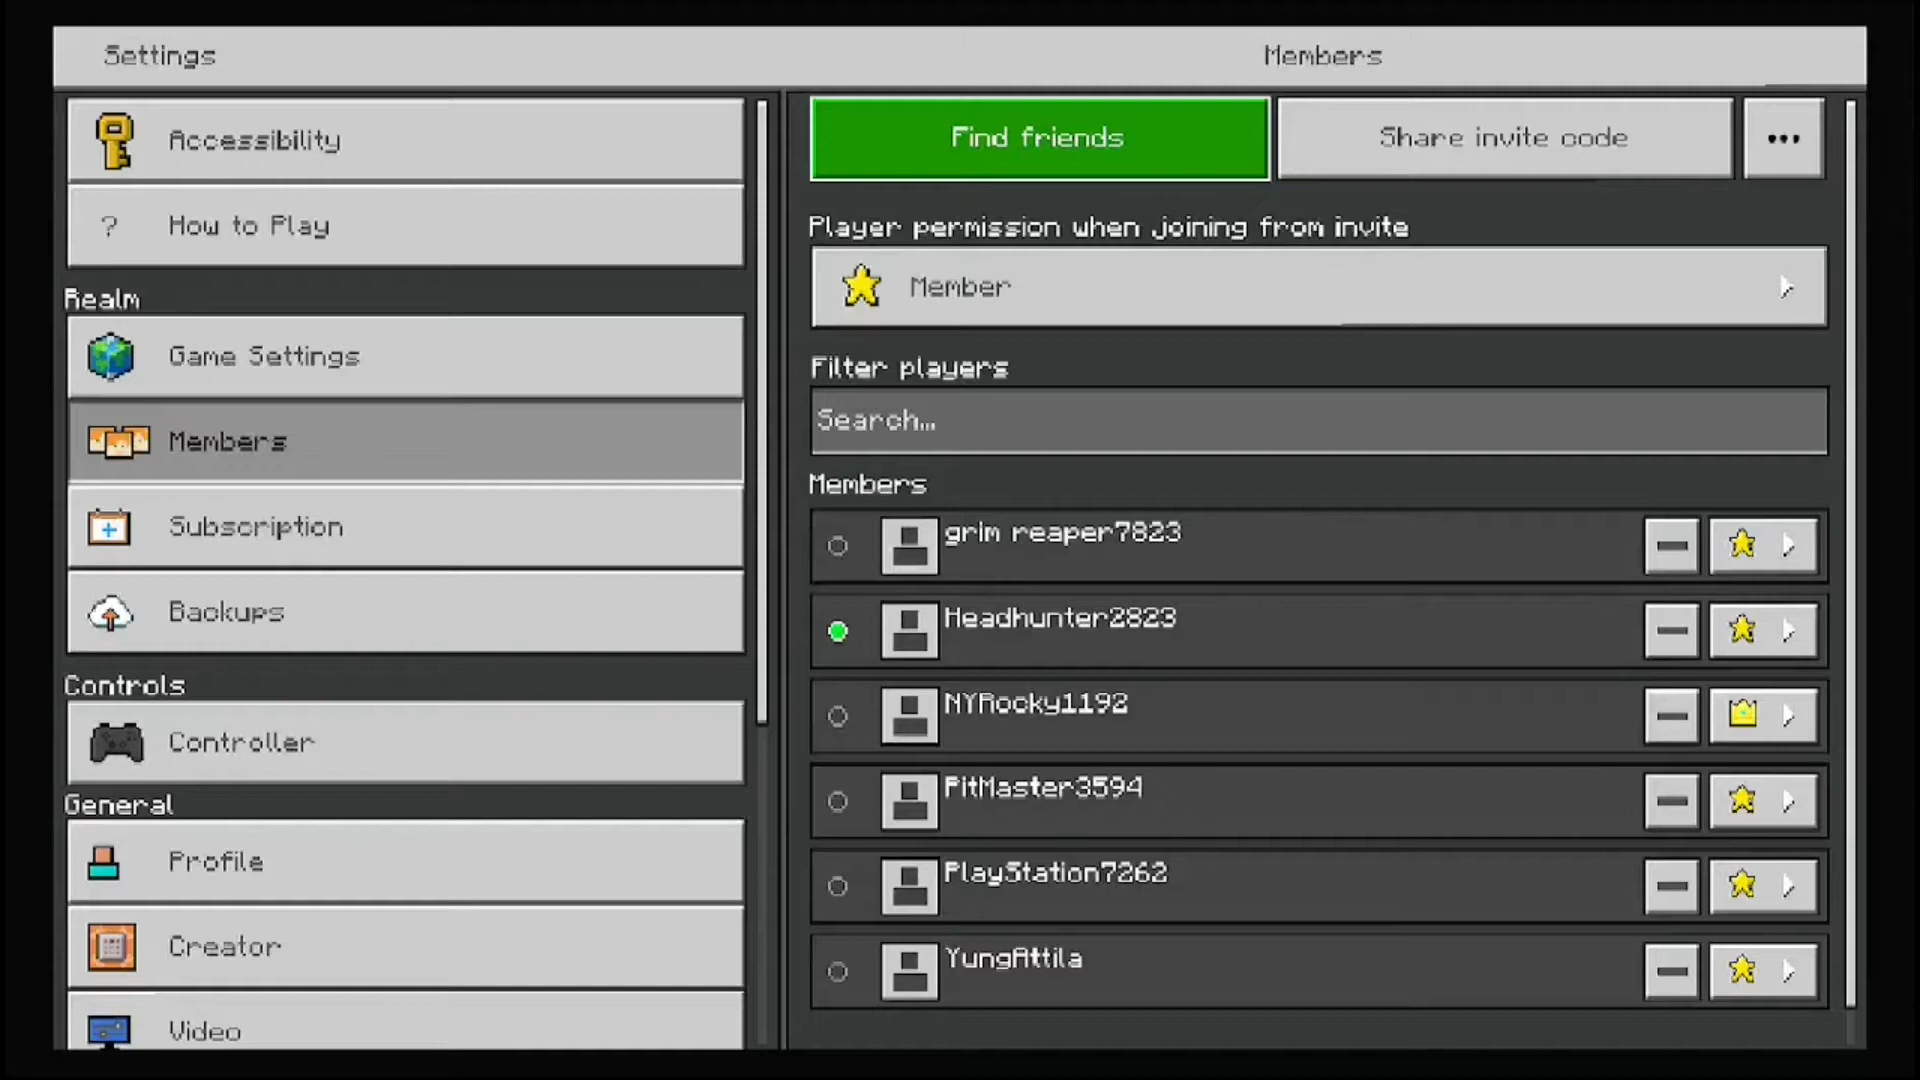 Settings
Members
Accessibility
? How to Play
Realm
Game Settings
Members
Subscription
Backups
Controls
Controller
General
Profile
Creator
Video
Find friends
Share invite code
•••
Player permission when joining from invite
Member
Filter players
Search...
Members
grim reaper7823
Headhunter2823
NYRocky1192
PitMaster3594
PlayStation7262
YungAttila